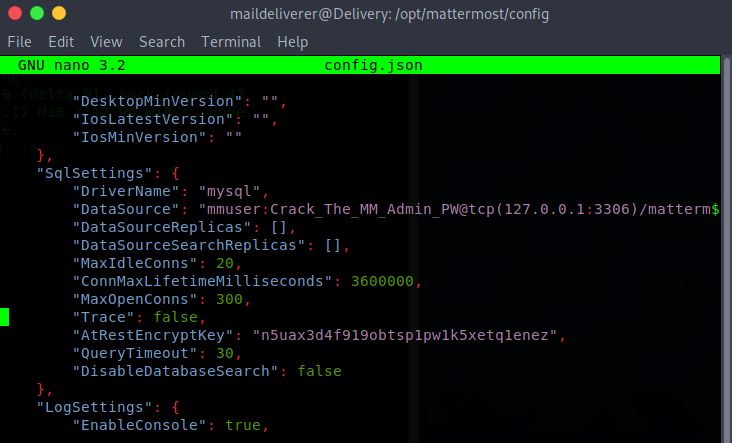 maildeliverer@Delivery: /opt/mattermost/config
File Edit View Search Terminal Help
GNU nano 3.2 config.json
"DesktopMinVersion": "",
"IosLatestVersion": "",
"IosMinVersion": ""
},
"SqlSettings": {
"DriverName": "mysql",
"DataSource": "mmuser:Crack_The_MM_Admin_PW@tcp(127.0.0.1:3306)/matterm$
"DataSourceReplicas": [],
"DataSourceSearchReplicas": [],
"MaxIdleConns": 20,
"ConnMaxLifetimeMilliseconds": 3600000,
"MaxOpenConns": 300,
"Trace": false,
"AtRestEncryptKey": "n5uax3d4f919obtsp1pw1k5xetq1enez",
"QueryTimeout": 30,
"DisableDatabaseSearch": false
},
"LogSettings": {
"EnableConsole": true,